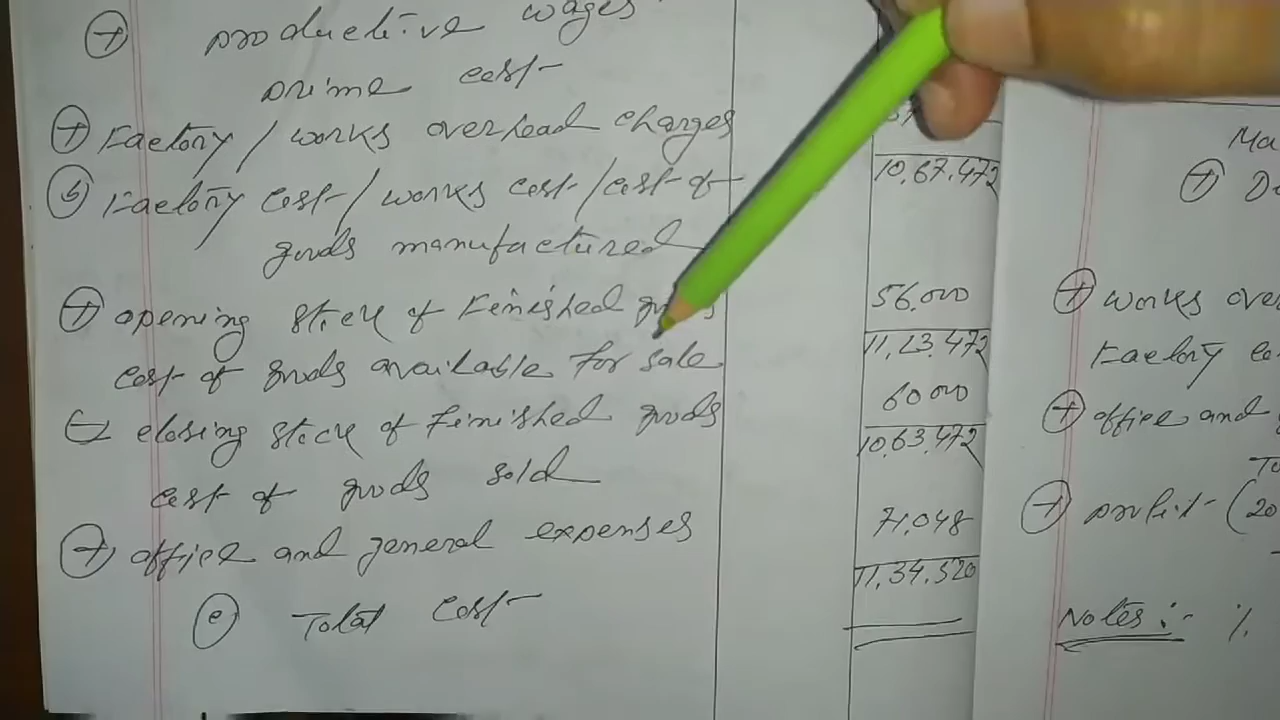 (+) productive wages
prime cost
(+) Factory / works overhead charges
(b) Factory cost / works cost / cost of 10,67,472
goods manufactured
(+) opening stock of Finished 56.000
cost of goods available for sale 11,23,472
(-) closing stock of Finished goods 60000
cost of goods sold 10,63,472
(+) office and general expenses 71,048
(e) Total cost 11,34,520
Ma
(+) D
(+) works over
Factory co
(+) office and
To
(+) profit (20
Notes :- %